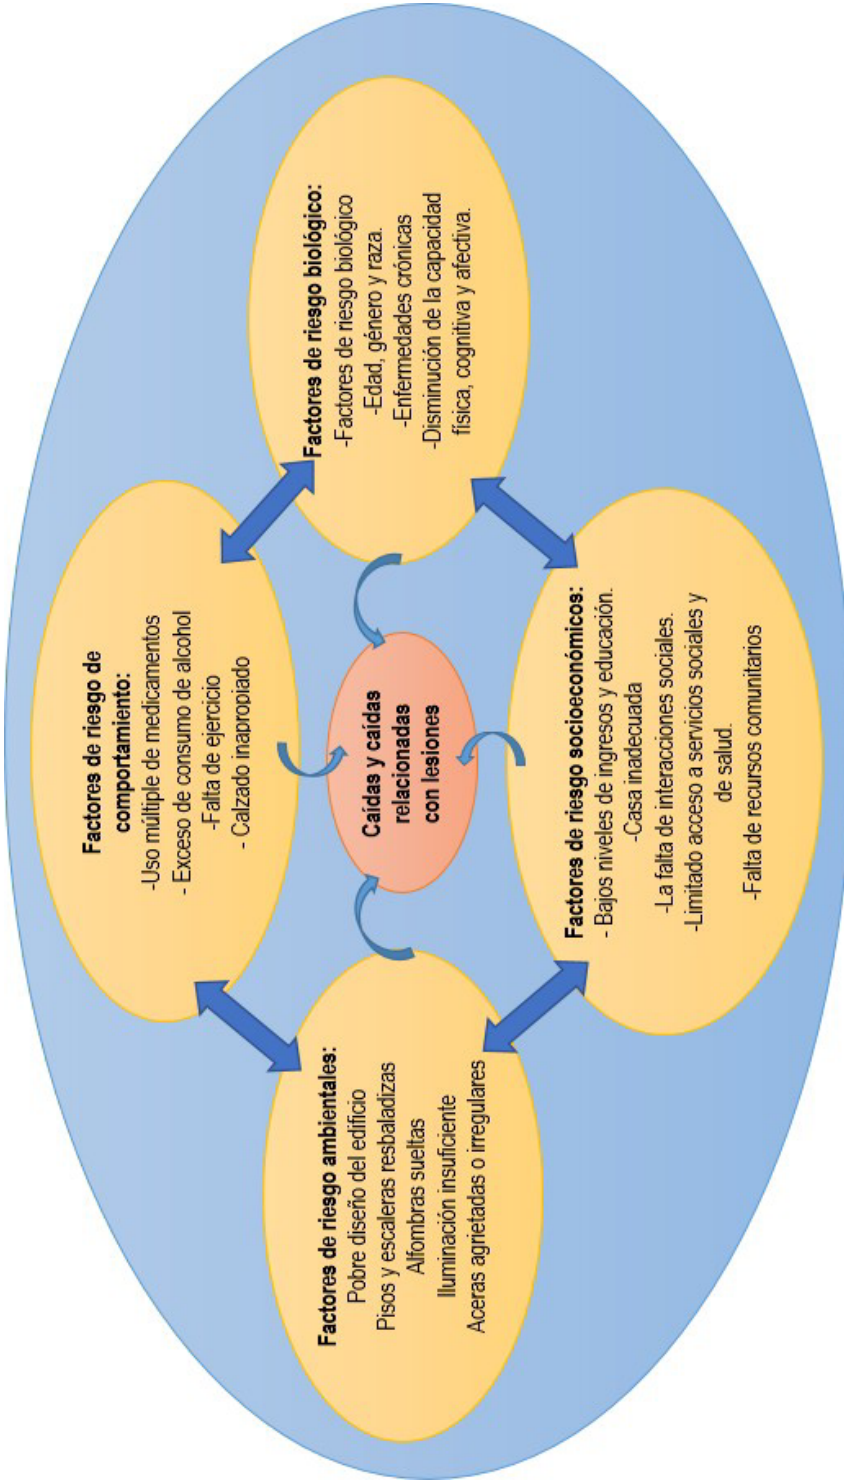 Factores de riesgo de
comportamiento:
-Uso múltiple de medicamentos
- Exceso de consumo de alcohol
-Falta de ejercicio
- Calzado inapropiado
Factores de riesgo ambientales:
Pobre diseño del edificio
Pisos y escaleras resbaladizas
Alfombras sueltas
Iluminación insuficiente
Aceras agrietadas o irregulares
Caídas y caídas
relacionadas
con lesiones
Factores de riesgo biológico:
-Factores de riesgo biológico
-Edad, género y raza.
-Enfermedades crónicas
-Disminución de la capacidad
física, cognitiva y afectiva.
Factores de riesgo socioeconómicos:
- Bajos niveles de ingresos y educación.
-Casa inadecuada
-La falta de interacciones sociales.
-Limitado acceso a servicios sociales y
de salud.
-Falta de recursos comunitarios